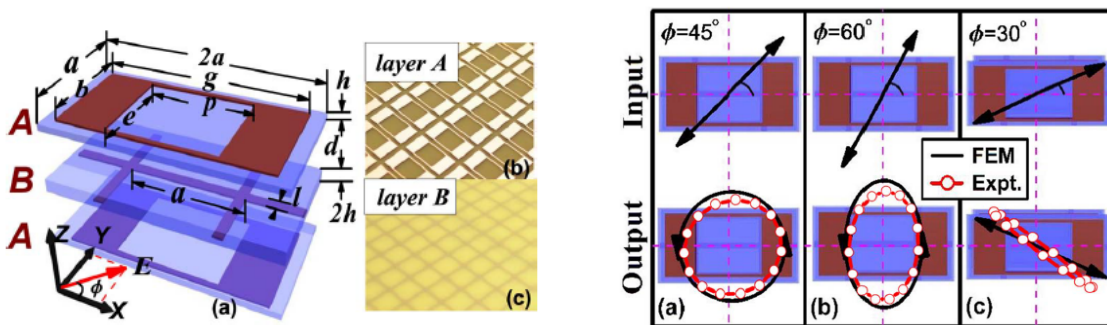 a
2a
h
b
g
e
p
A
d
B
a
l
2h
A
Z
Y
E
ϕ
X
(a)
layer A
(b)
layer B
(c)
Input
Output
ϕ=45°
ϕ=60°
ϕ=30°
FEM
Expt.
(a)
(b)
(c)